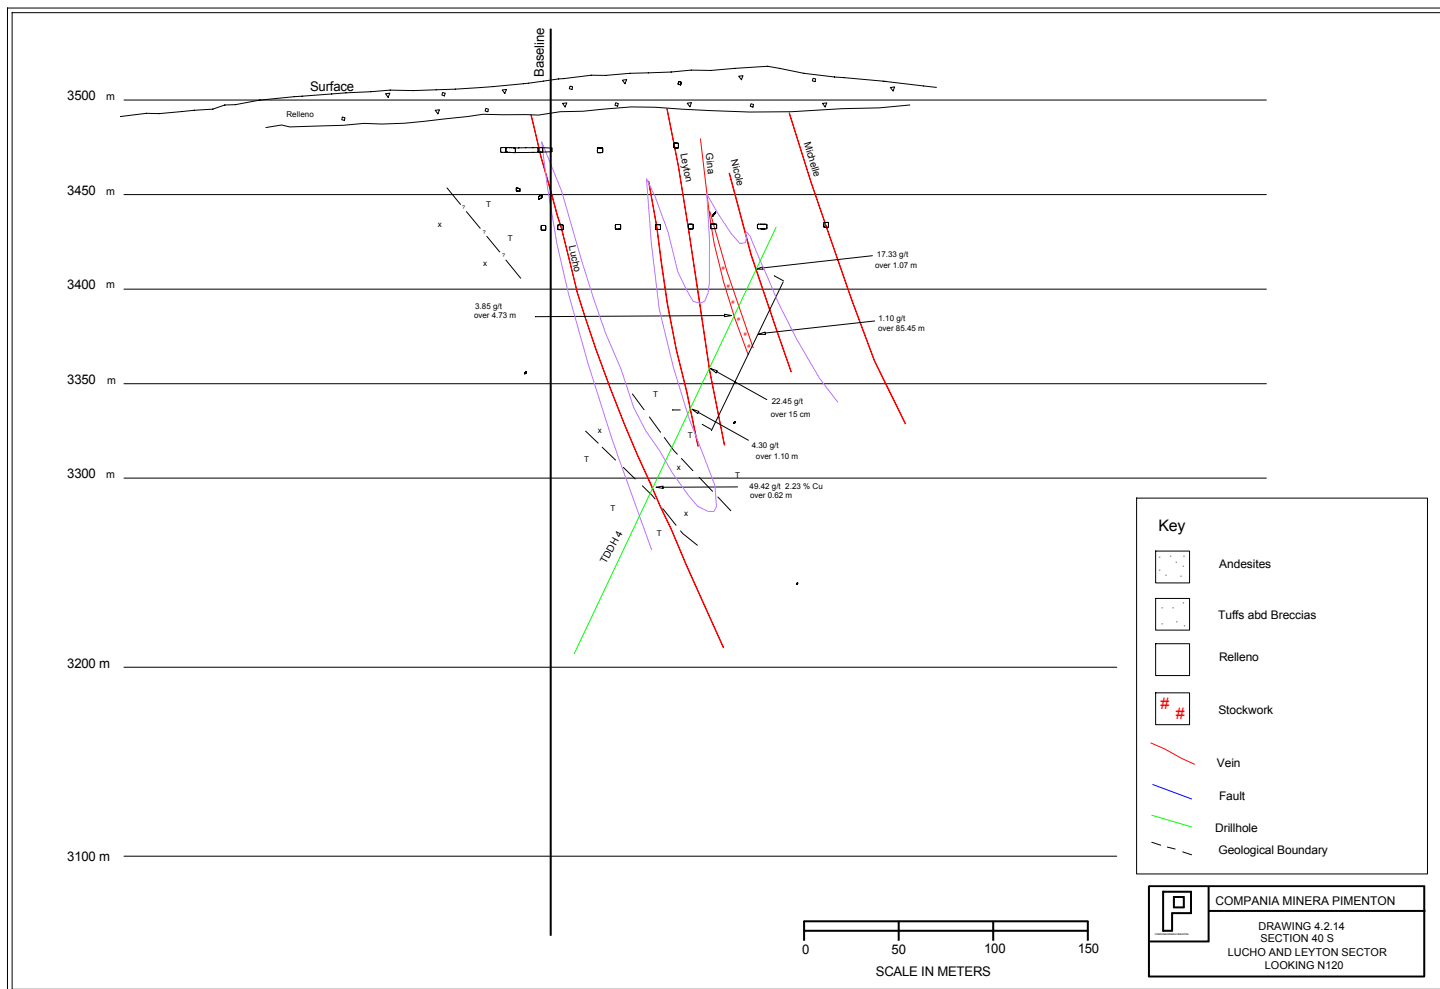 Baseline
Surface
3500 m
Relleno
Leyton
Gina
Nicole
Michelle
3450 m
T
x
?
?
T
?
x
Lucho
17.33 g/t
over 1.07 m
3400 m
3.85 g/t
over 4.73 m
1.10 g/t
over 85.45 m
3350 m
T
22.45 g/t
over 15 cm
x
T
4.30 g/t
over 1.10 m
T
x
T
3300 m
49.42 g/t 2.23 % Cu
over 0.62 m
T
x
T
TDDH 4
3200 m
3100 m
Key
Andesites
Tuffs abd Breccias
Relleno
# #
Stockwork
Vein
Fault
Drillhole
Geological Boundary
0 50 100 150
SCALE IN METERS
COMPANIA MINERA PIMENTON
DRAWING 4.2.14
SECTION 40 S
LUCHO AND LEYTON SECTOR
LOOKING N120